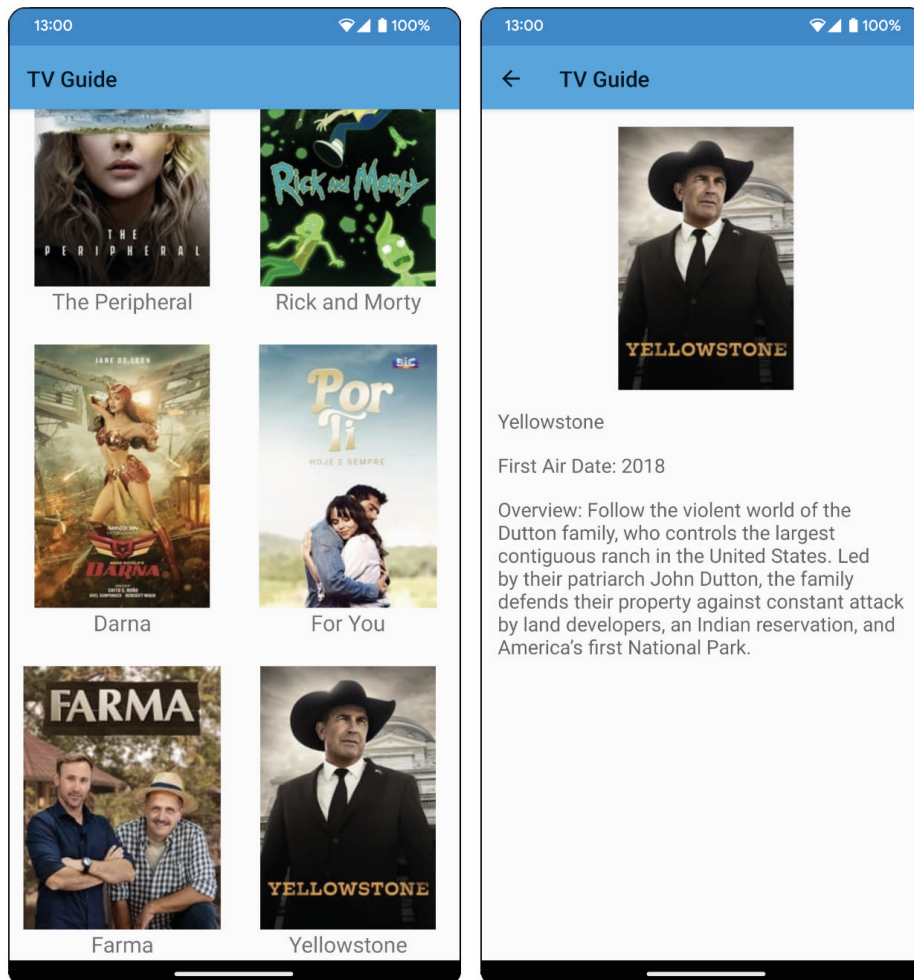 13:00
100%
TV Guide
THE
PERIPHERAL
Rick and Morty
The Peripheral
Rick and Morty
JANE DE LEON
SIC
Por
Ti
HOJE E SEMPRE
DARNA
Darna
For You
FARMA
YELLOWSTONE
Farma
Yellowstone
13:00
100%
TV Guide
YELLOWSTONE
Yellowstone
First Air Date: 2018
Overview: Follow the violent world of the
Dutton family, who controls the largest
contiguous ranch in the United States. Led
by their patriarch John Dutton, the family
defends their property against constant attack
by land developers, an Indian reservation, and
America’s first National Park.